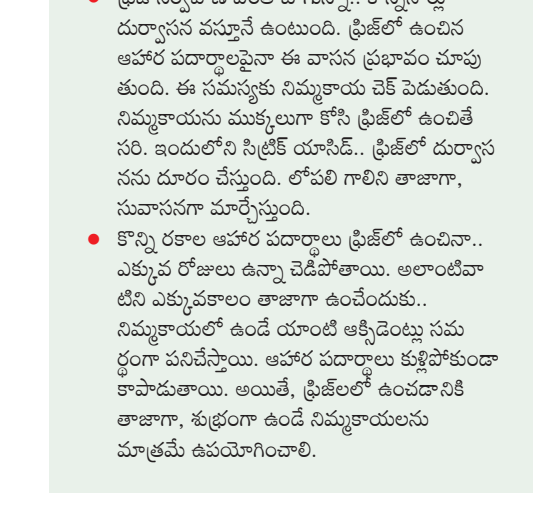 దుర్వాసన వస్తూనే ఉంటుంది. ఫ్రిజ్‌లో ఉంచిన
ఆహార పదార్థాలపైనా ఈ వాసన ప్రభావం చూపు
తుంది. ఈ సమస్యకు నిమ్మకాయ చెక్ పెడుతుంది.
నిమ్మకాయను ముక్కలుగా కోసి ఫ్రిజ్‌లో ఉంచితే
సరి. ఇందులోని సిట్రిక్ యాసిడ్.. ఫ్రిజ్‌లో దుర్వాస
నను దూరం చేస్తుంది. లోపలి గాలిని తాజాగా,
సువాసనగా మార్చేస్తుంది.
● కొన్ని రకాల ఆహార పదార్థాలు ఫ్రిజ్‌లో ఉంచినా..
ఎక్కువ రోజులు ఉన్నా చెడిపోతాయి. అలాంటివా
టిని ఎక్కువకాలం తాజాగా ఉంచేందుకు..
నిమ్మకాయలో ఉండే యాంటి ఆక్సిడెంట్లు సమ
ర్థంగా పనిచేస్తాయి. ఆహార పదార్థాలు కుళ్లిపోకుండా
కాపాడుతాయి. అయితే, ఫ్రిజ్‌లలో ఉంచడానికి
తాజాగా, శుభ్రంగా ఉండే నిమ్మకాయలను
మాత్రమే ఉపయోగించాలి.